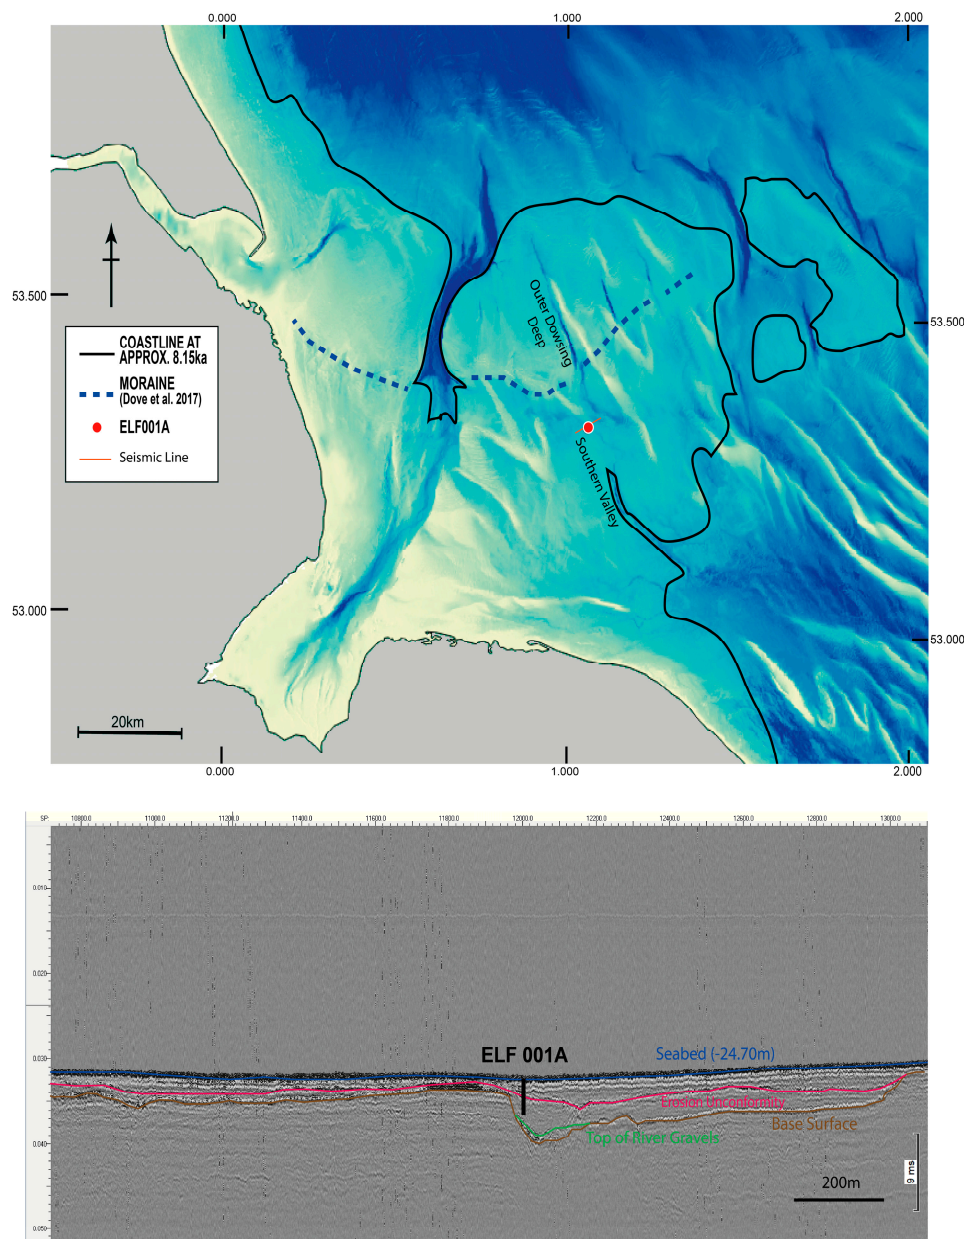 0.000 1.000 2.000
53.500
53.500
Outer Dowsing
Deep
COASTLINE AT
APPROX. 8.15ka
MORAINE
(Dove et al. 2017)
ELF001A
Seismic Line
Southern Valley
53.000
53.000
20km
0.000 1.000 2.000
SP: 10800.0 11000.0 11200.0 11400.0 11600.0 11800.0 12000.0 12200.0 12400.0 12600.0 12800.0 13000.0
0.010
0.020
0.030
ELF 001A
Seabed (-24.70m)
Erosion Unconformity
Base Surface
Top of River Gravels
0.040
9 ms
200m
0.050